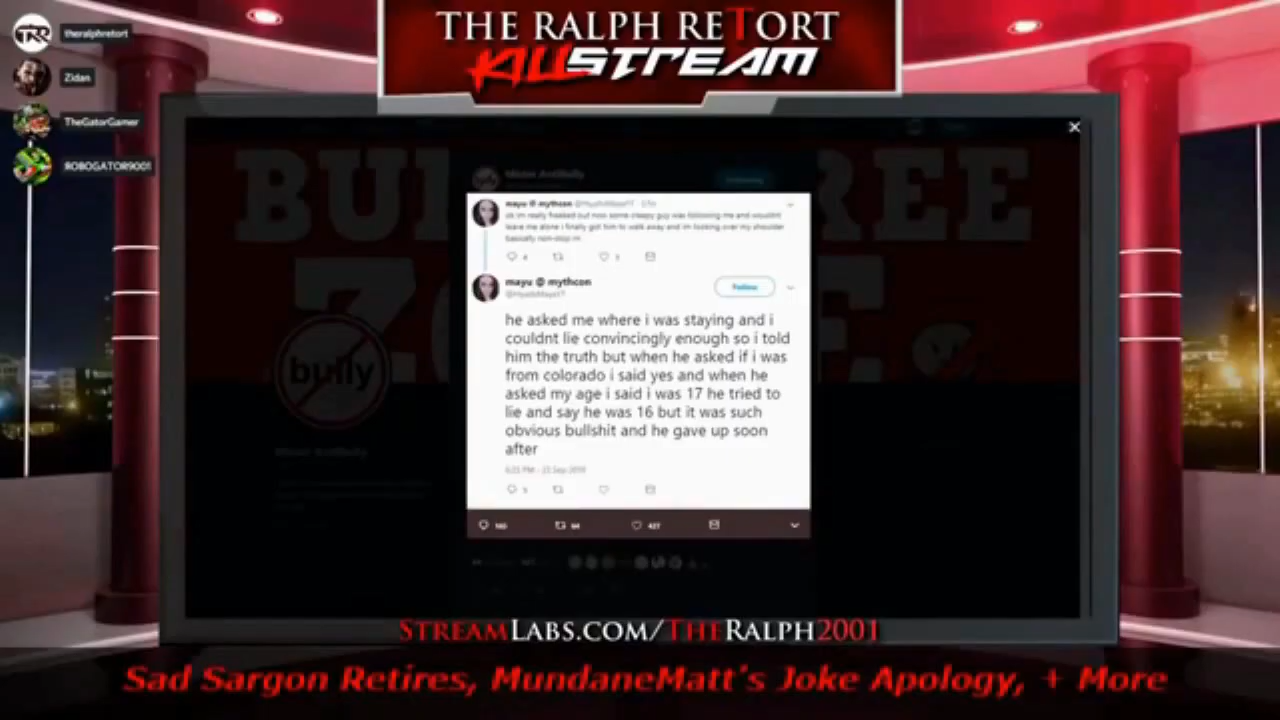 THE RALPH RETORT
KILLSTREAM
theralphretort
Zidan
TheGatorGamer
ROBOGATOR9001
mayu @ mythcon
ok im really freaked out now some creepy guy was following me and wouldnt
leave me alone i finally got him to walk away and im looking over my shoulder
basically non-stop rn
mayu @ mythcon
Follow
he asked me where i was staying and i
couldnt lie convincingly enough so i told
him the truth but when he asked if i was
from colorado i said yes and when he
asked my age i said i was 17 he tried to
lie and say he was 16 but it was such
obvious bullshit and he gave up soon
after
427
bully
STREAMLABS.COM/THERALPH2001
Sad Sargon Retires, MundaneMatt's Joke Apology, + More